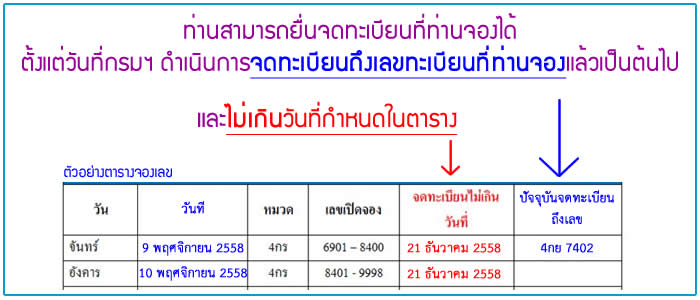 ท่านสามารถยื่นจดทะเบียนที่ท่านจองได้
ตั้งแต่วันที่กรมฯ ดำเนินการจดทะเบียนถึงเลขทะเบียนที่ท่านจองแล้วเป็นต้นไป
และไม่เกินวันที่กำหนดในตาราง
ตัวอย่างตารางจองเลข
วัน วันที่ หมวด เลขเปิดจอง จดทะเบียนไม่เกินวันที่ ปัจจุบันจดทะเบียนถึงเลข
จันทร์ 9 พฤศจิกายน 2558 4กร 6901 – 8400 21 ธันวาคม 2558 4กย 7402
อังคาร 10 พฤศจิกายน 2558 4กร 8401 - 9998 21 ธันวาคม 2558